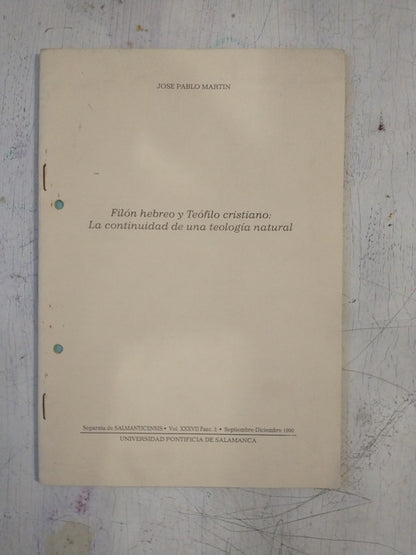 JOSE PABLO MARTIN
Filón hebreo y Teófilo cristiano:
La continuidad de una teología natural
Separata de SALMANTICENSIS • Vol. XXXVII Fasc. 3 • Septiembre-Diciembre 1990
UNIVERSIDAD PONTIFICIA DE SALAMANCA